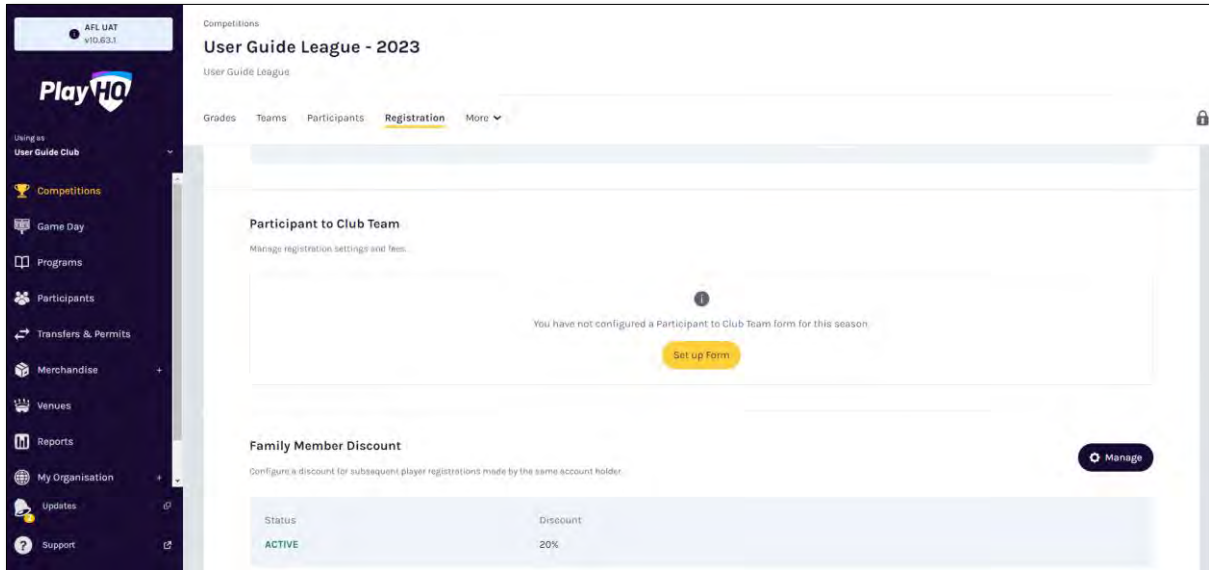 AFL UAT
v10.63.1
PlayHQ
Using as
User Guide Club
Competitions
Game Day
Programs
Participants
Transfers & Permits
Merchandise +
Venues
Reports
My Organisation +
Updates
Support
Competitions
User Guide League - 2023
User Guide League
Grades Teams Participants Registration More
Participant to Club Team
Manage registration settings and fees.
You have not configured a Participant to Club Team form for this season.
Set up Form
Family Member Discount
Configure a discount for subsequent player registrations made by the same account holder.
Manage
Status Discount
ACTIVE 20%